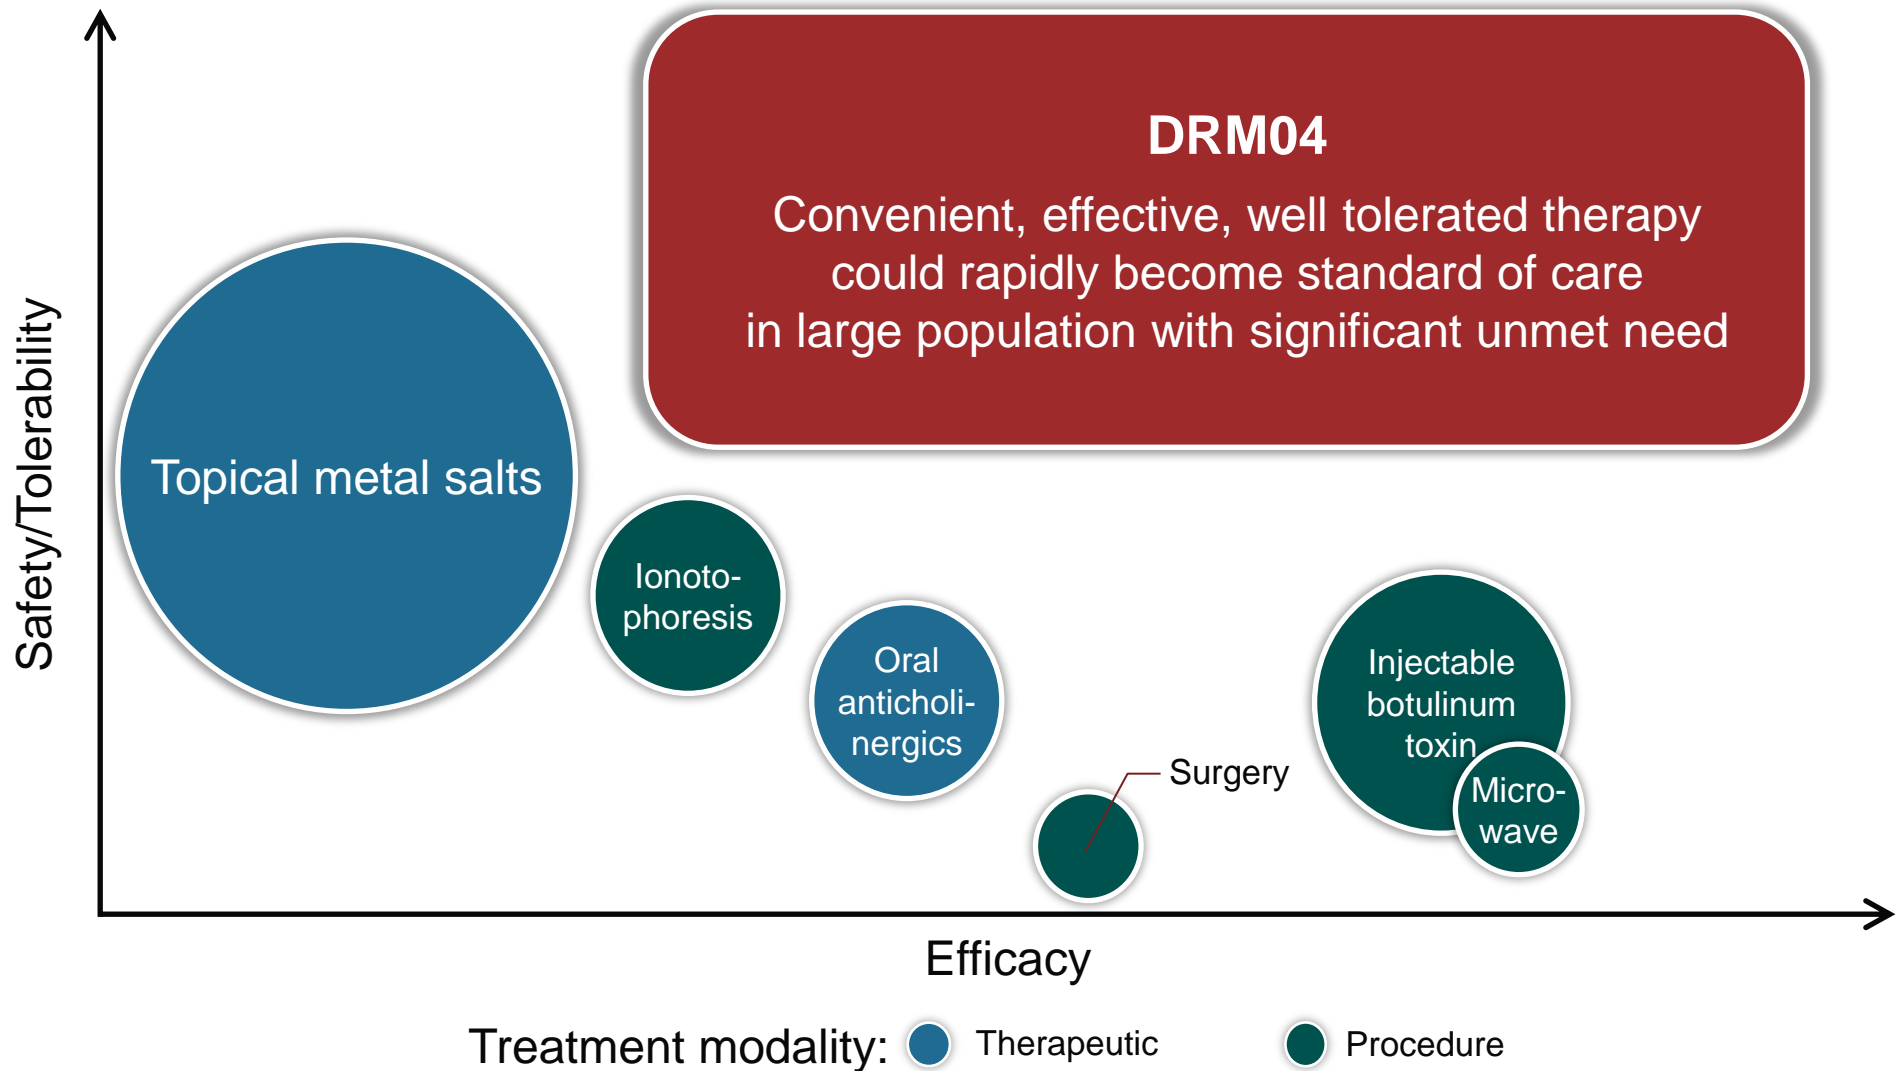 DRM04
Convenient, effective, well tolerated therapy
could rapidly become standard of care
in large population with significant unmet need
Safety/Tolerability
Topical metal salts
Ionoto-
phoresis
Oral
anticholi-
nergics
Surgery
Injectable
botulinum
toxin
Micro-
wave
Efficacy
Treatment modality:
Therapeutic
Procedure